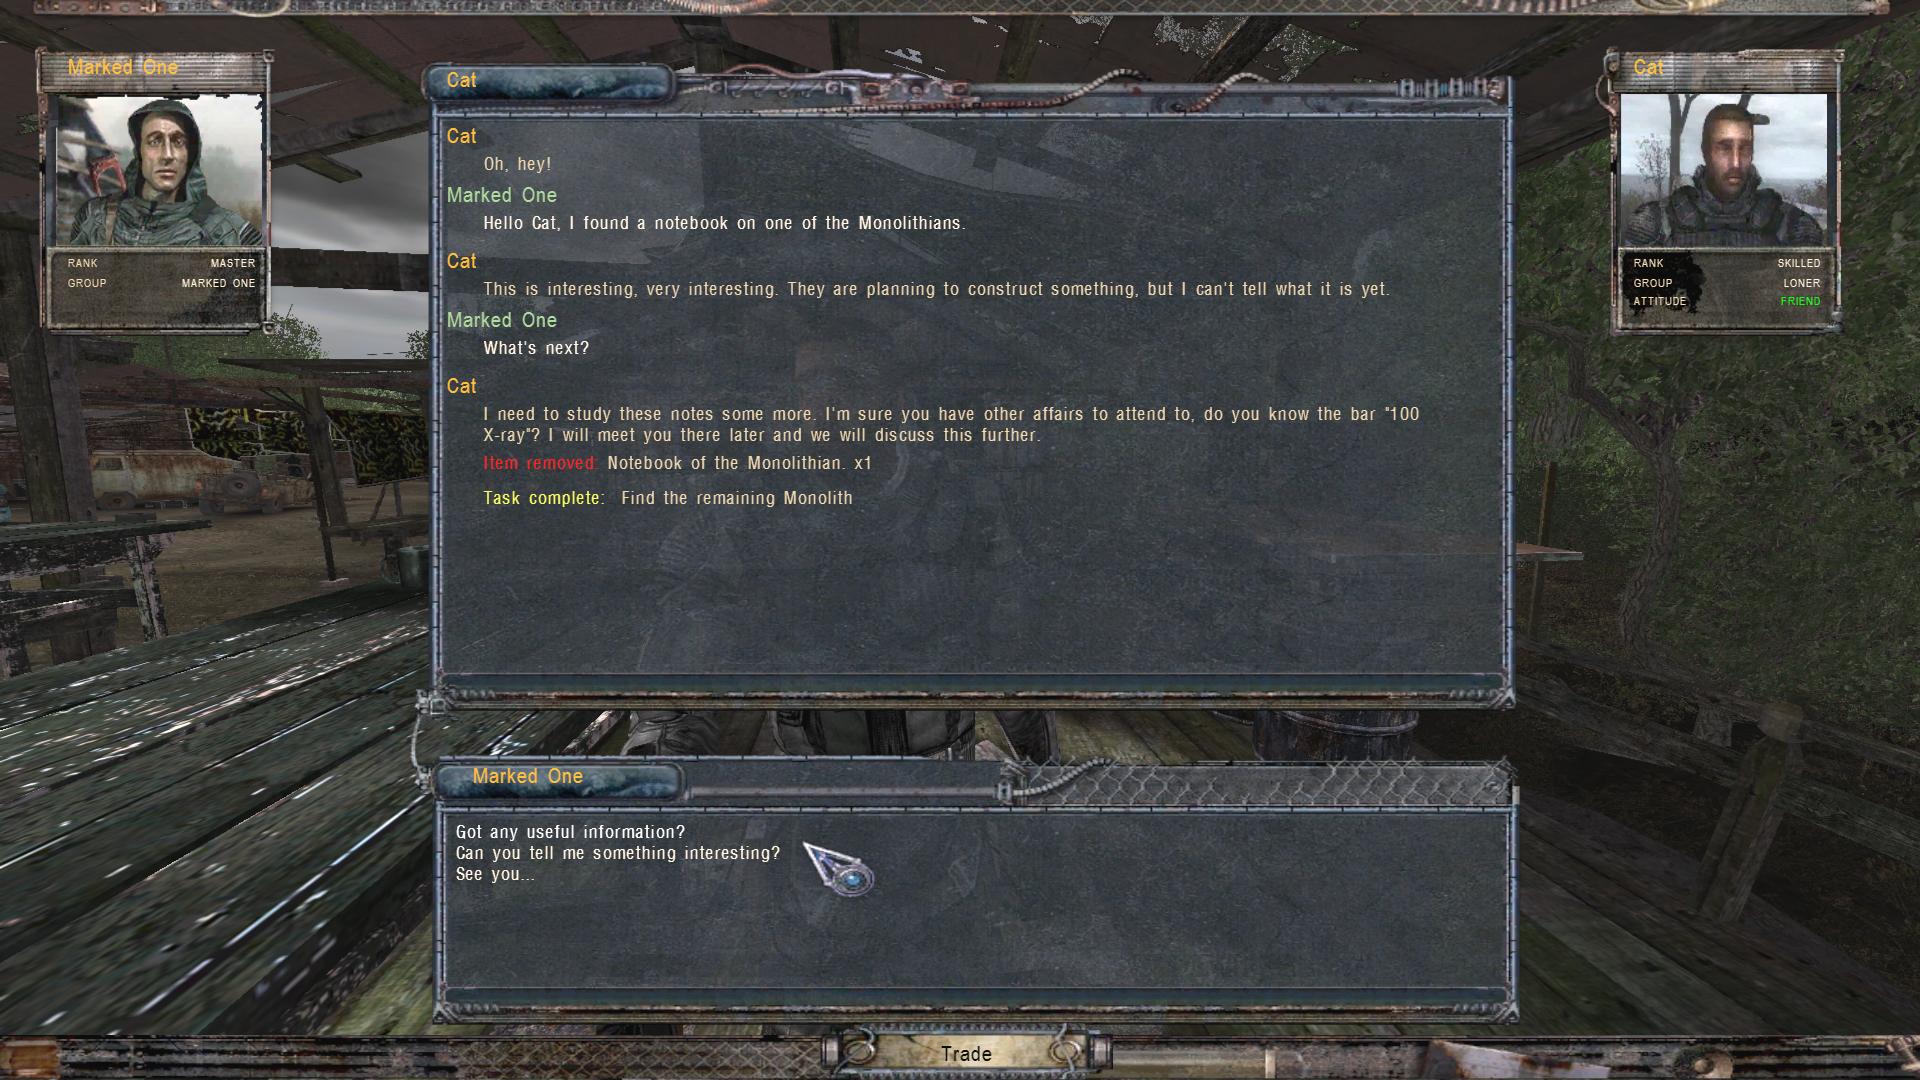 Marked One
RANK MASTER
GROUP MARKED ONE
Cat
Cat
Oh, hey!
Marked One
Hello Cat, I found a notebook on one of the Monolithians.
Cat
This is interesting, very interesting. They are planning to construct something, but I can't tell what it is yet.
Marked One
What's next?
Cat
I need to study these notes some more. I'm sure you have other affairs to attend to, do you know the bar "100
X-ray"? I will meet you there later and we will discuss this further.
Item removed: Notebook of the Monolithian. x1
Task complete: Find the remaining Monolith
Cat
RANK SKILLED
GROUP LONER
ATTITUDE FRIEND
Marked One
Got any useful information?
Can you tell me something interesting?
See you...
Trade